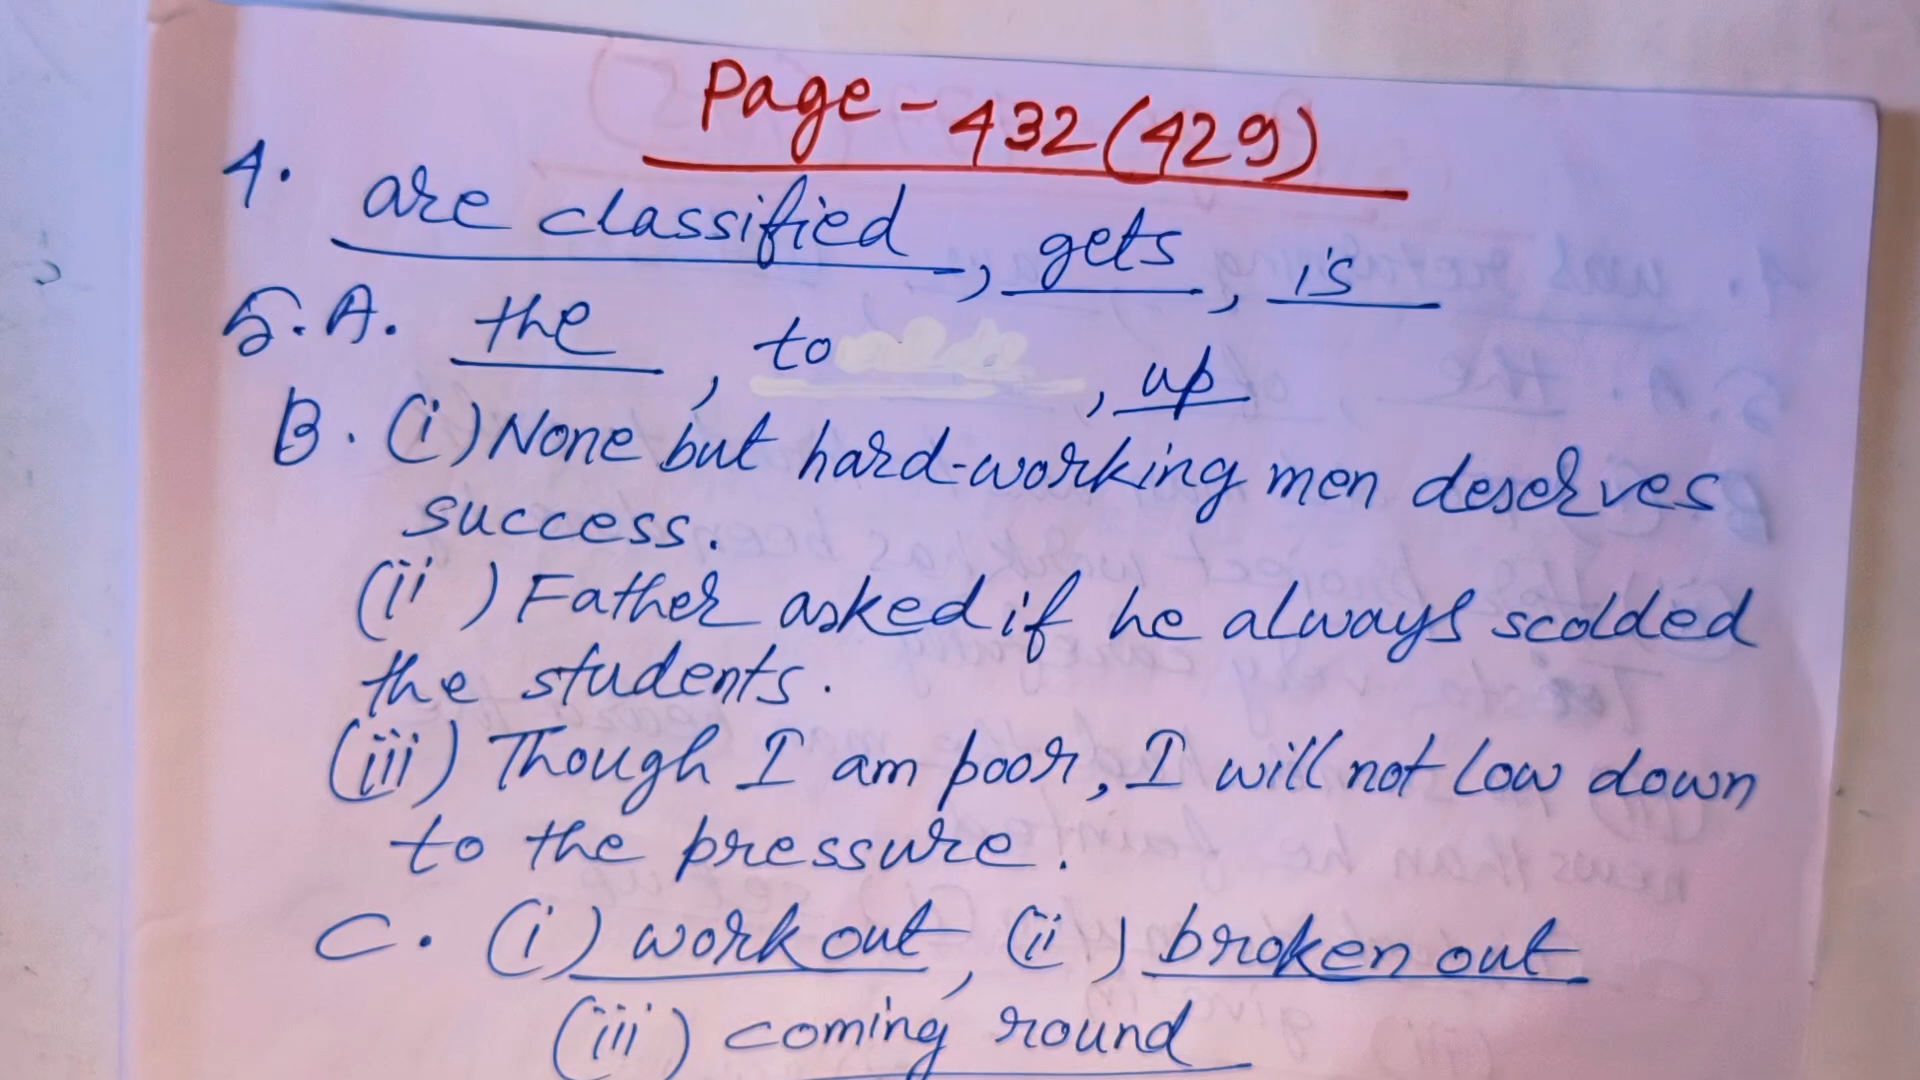 Page-432(429)
4. are classified, gets, is
5.A. the, to, up
B. (i) None but hard-working men deserves
success.
(ii) Father asked if he always scolded
the students.
(iii) Though I am poor, I will not low down
to the pressure.
C. (i) work out, (ii) broken out
(iii) coming round